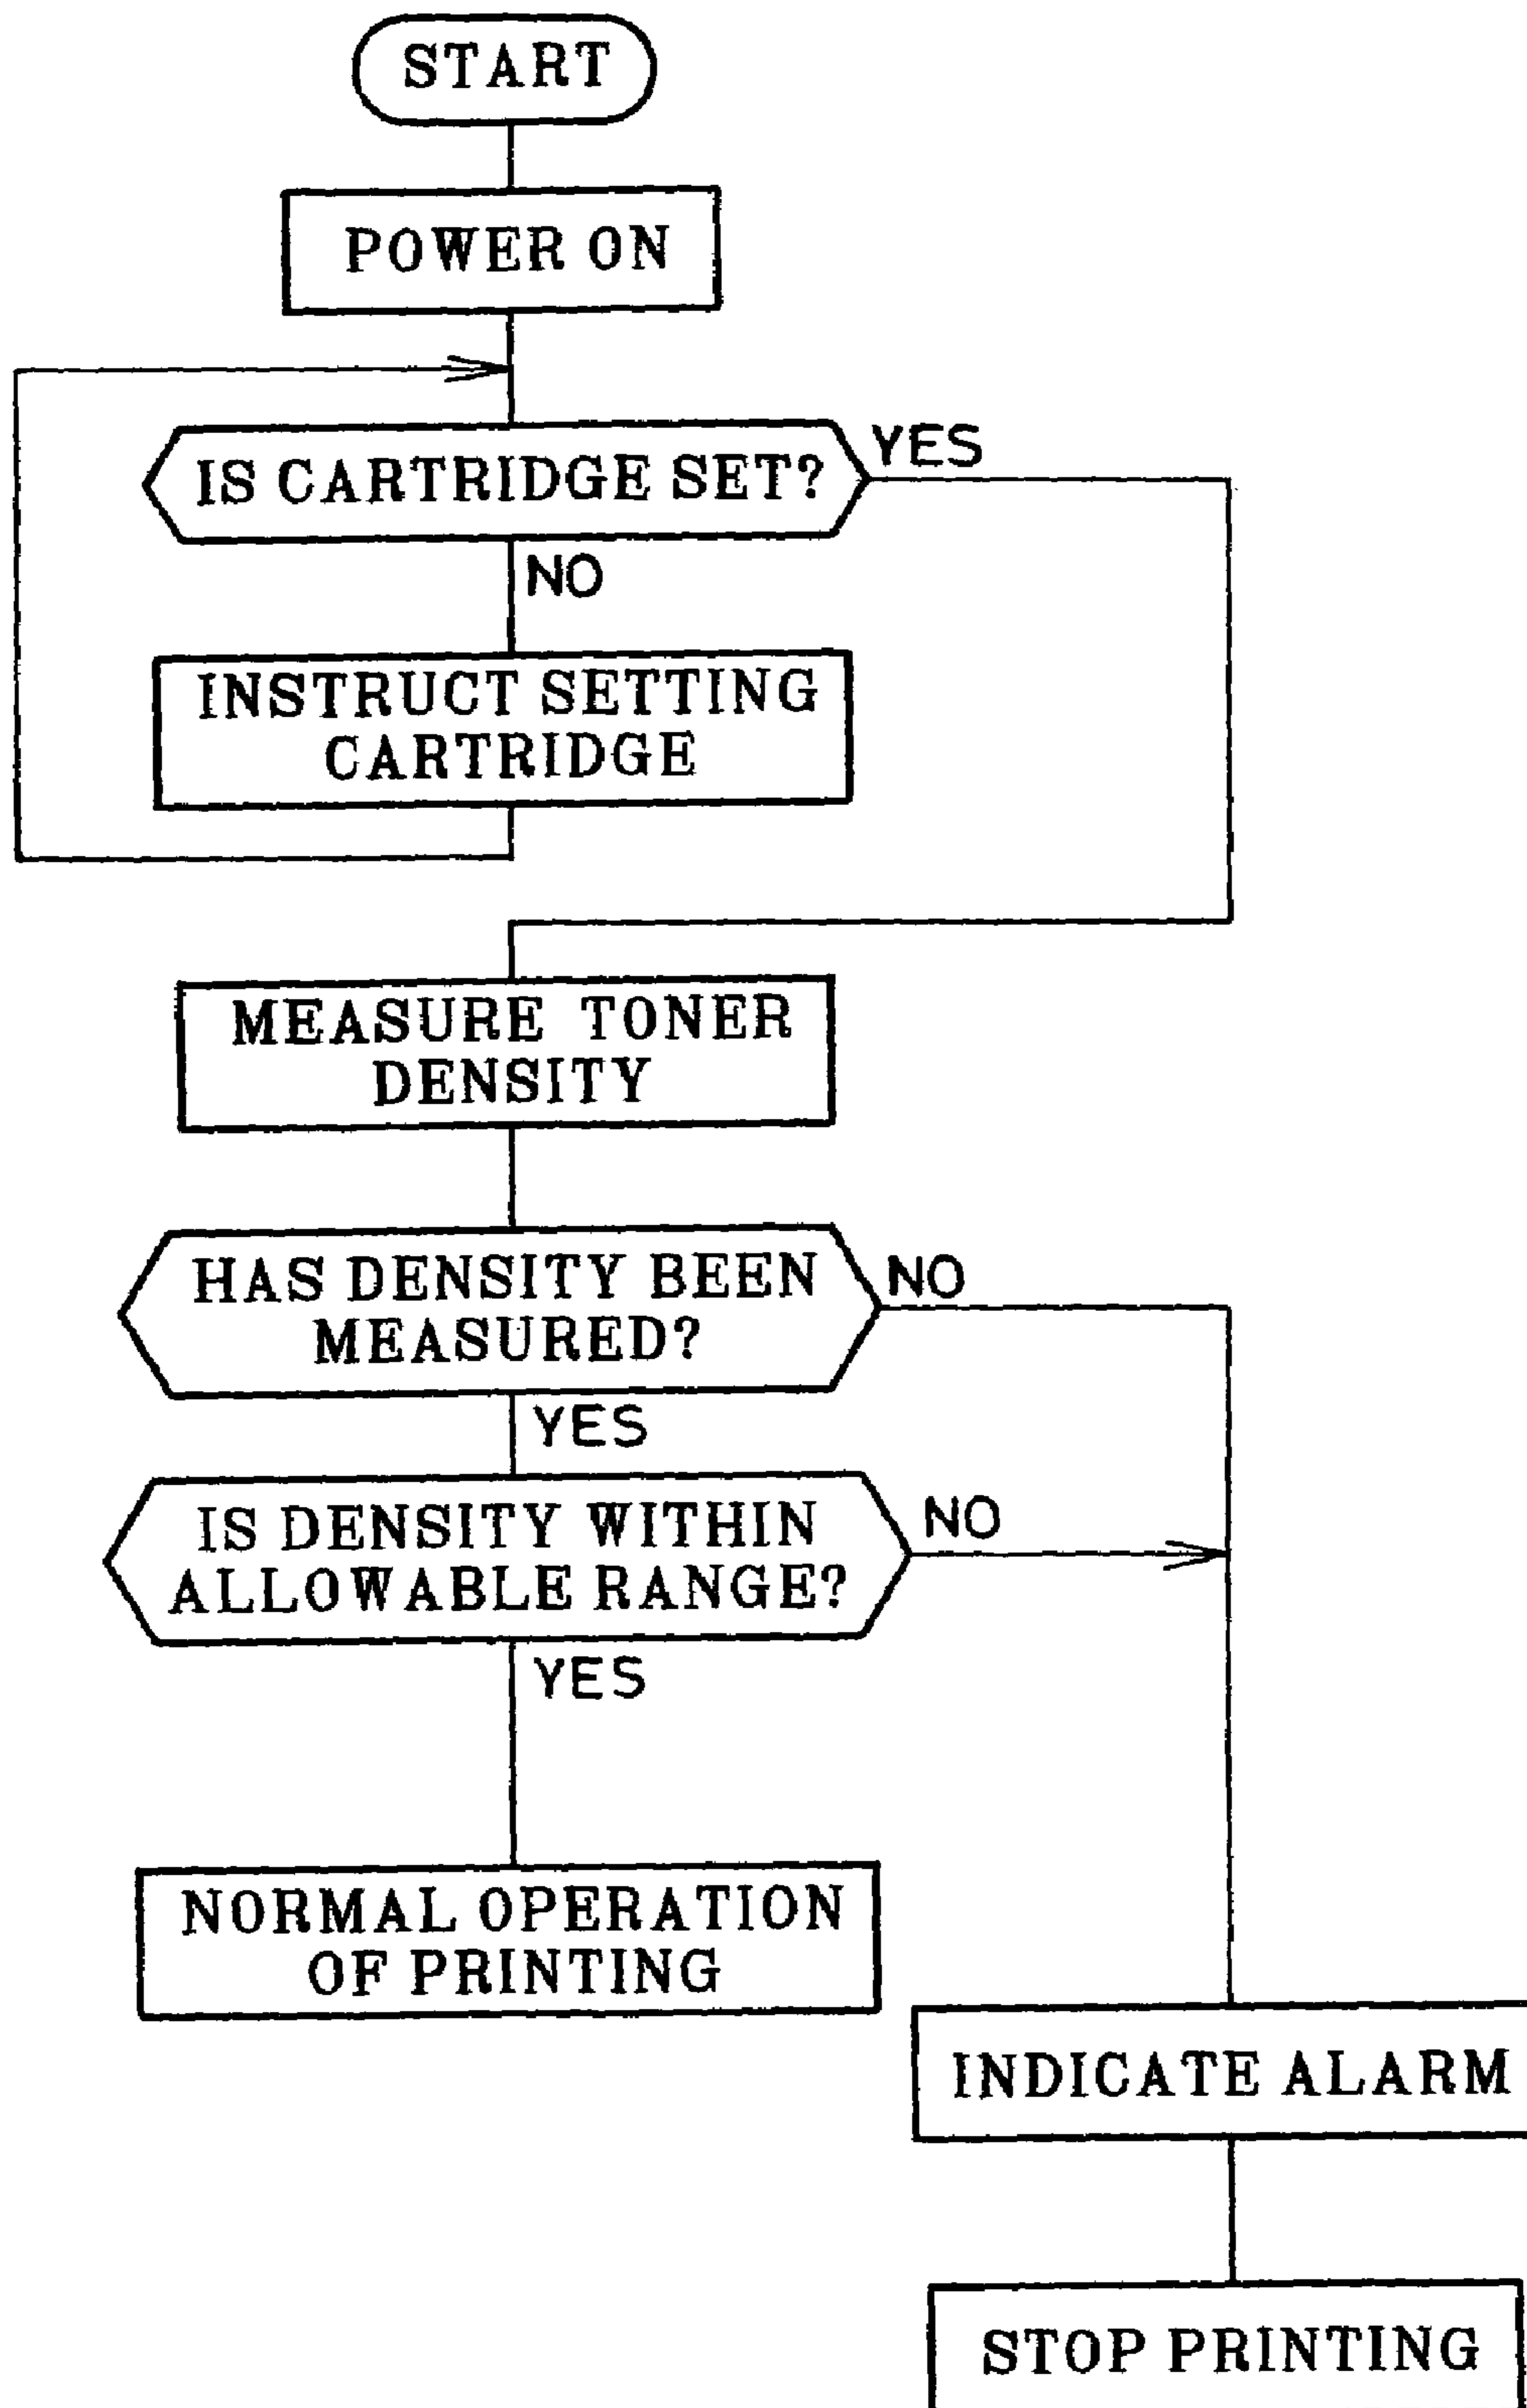 START
POWER ON
IS CARTRIDGE SET?
YES
NO
INSTRUCT SETTING
CARTRIDGE
MEASURE TONER
DENSITY
HAS DENSITY BEEN
MEASURED?
NO
YES
IS DENSITY WITHIN
ALLOWABLE RANGE?
NO
YES
NORMAL OPERATION
OF PRINTING
INDICATE ALARM
STOP PRINTING